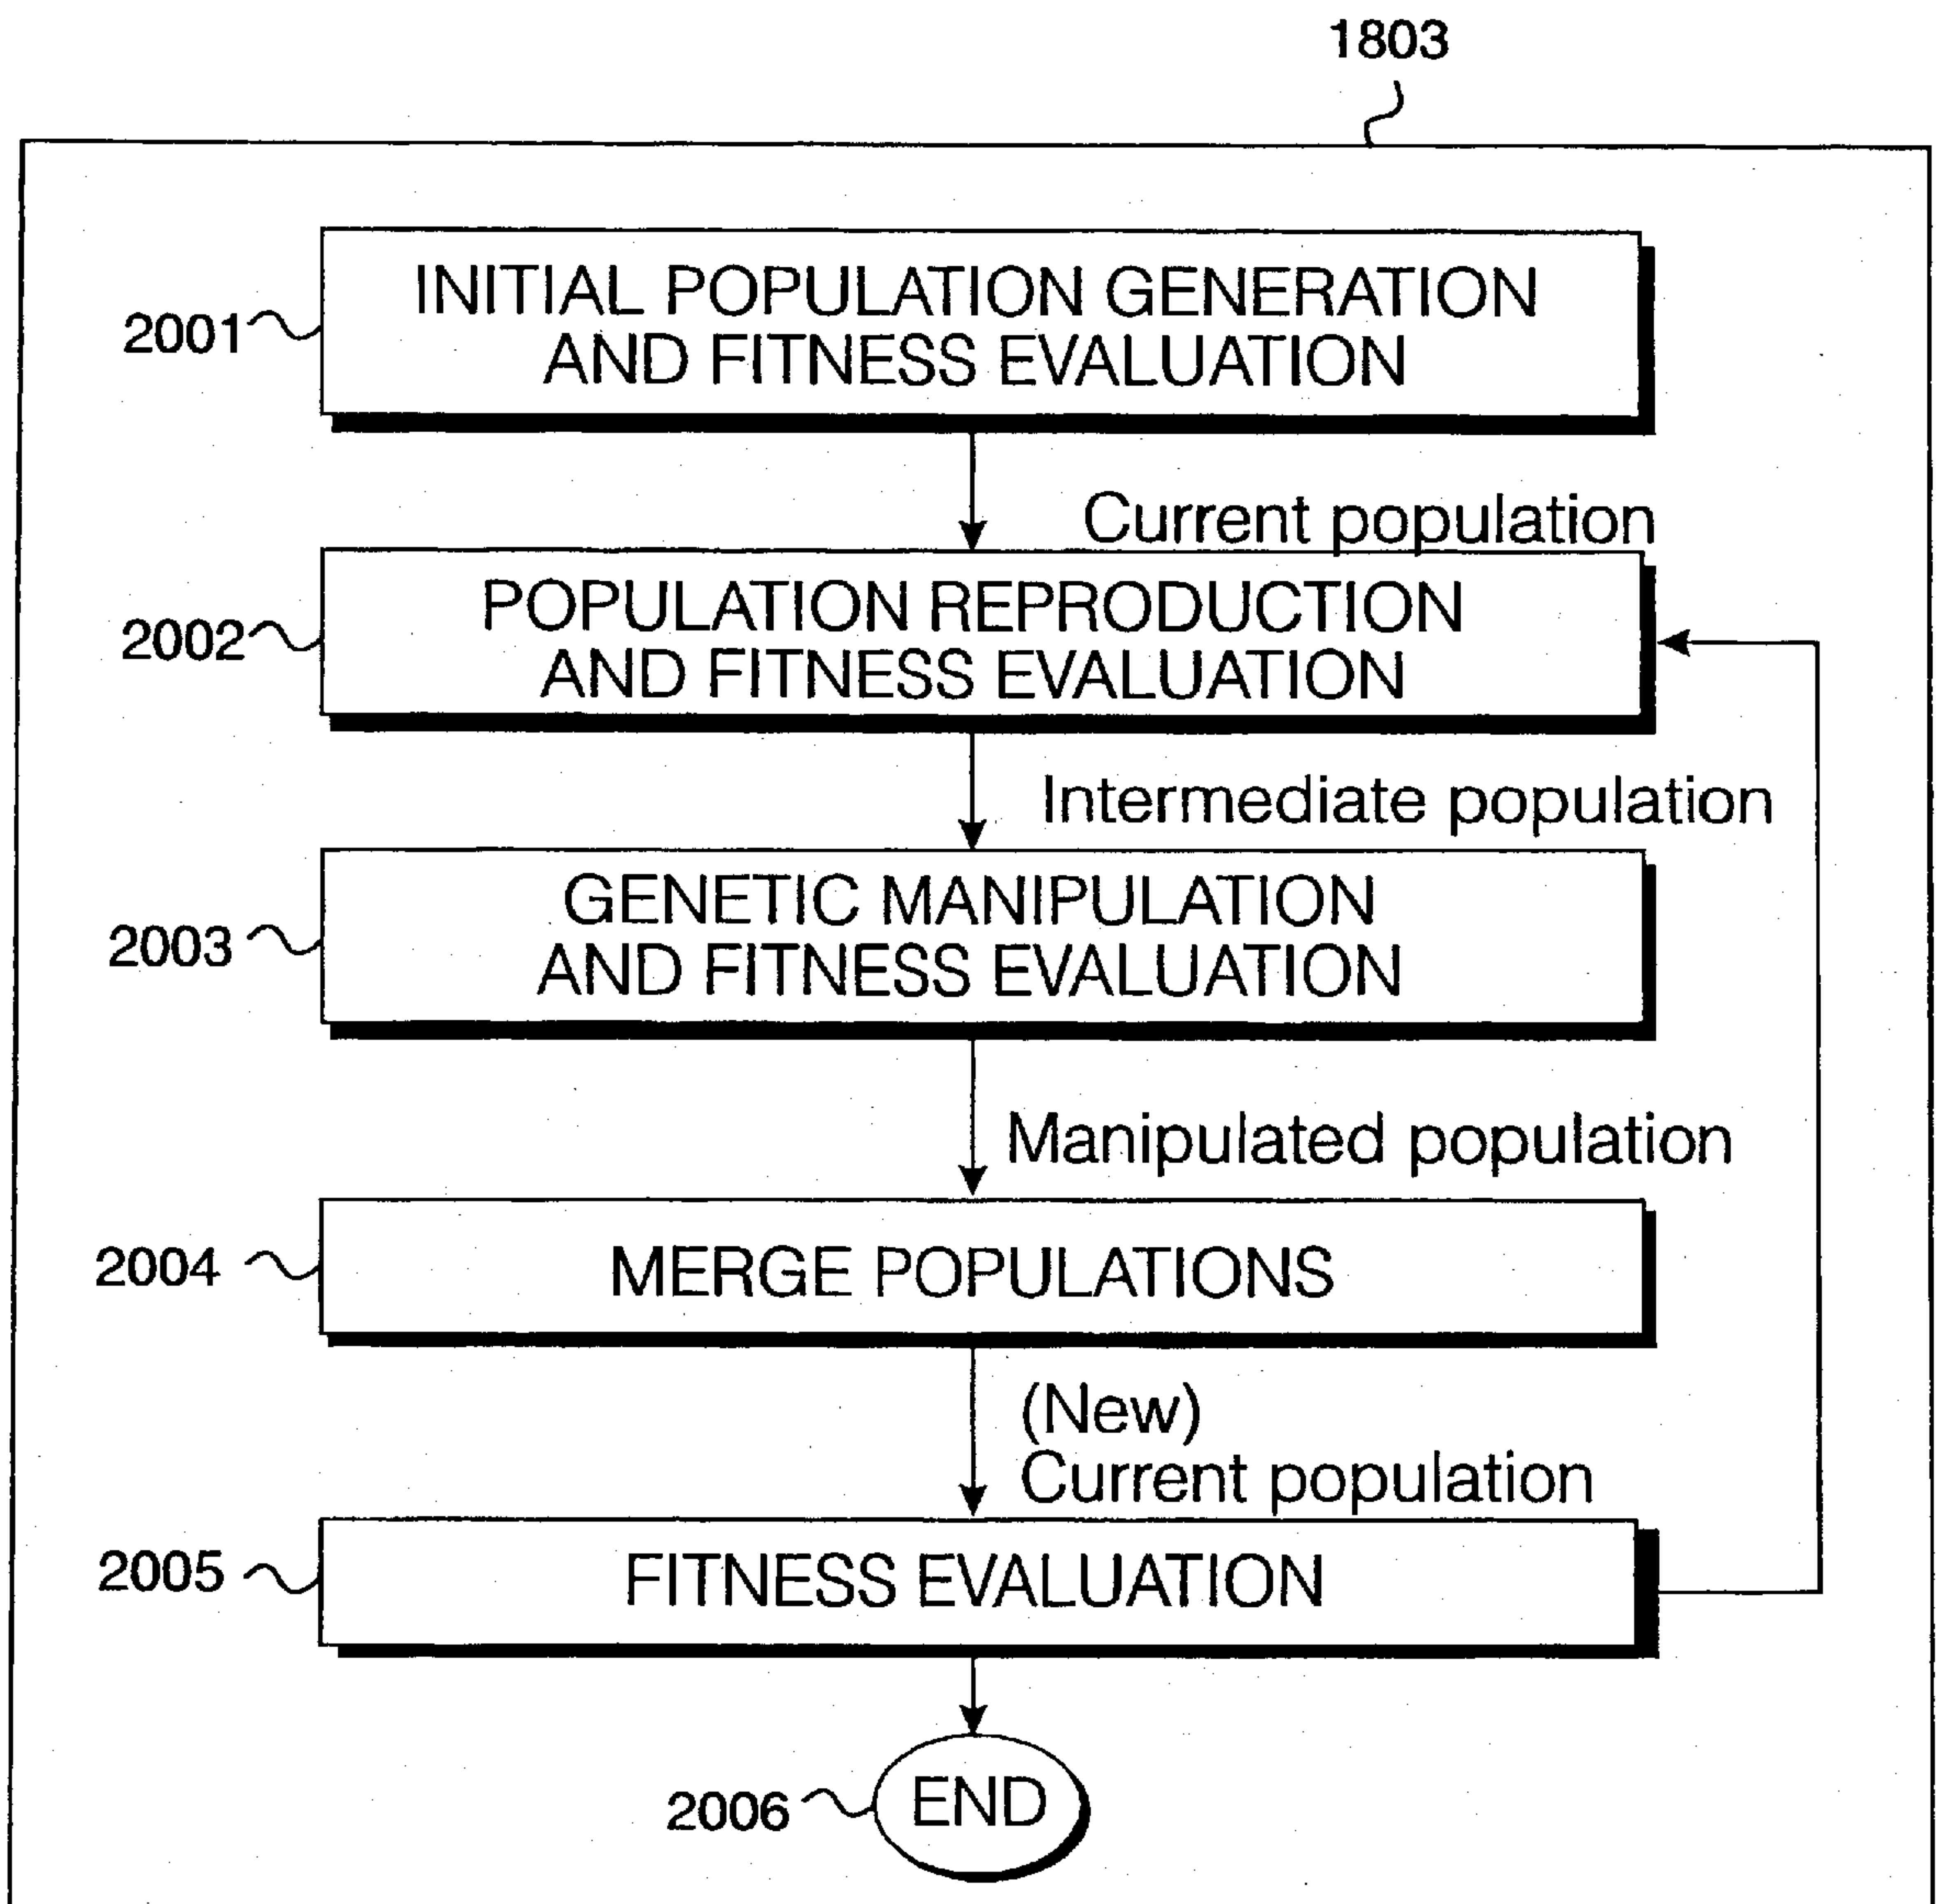 1803
INITIAL POPULATION GENERATION
AND FITNESS EVALUATION
2001
Current population
POPULATION REPRODUCTION
AND FITNESS EVALUATION
2002
Intermediate population
GENETIC MANIPULATION
AND FITNESS EVALUATION
2003
Manipulated population
MERGE POPULATIONS
2004
(New)
Current population
FITNESS EVALUATION
2005
END
2006